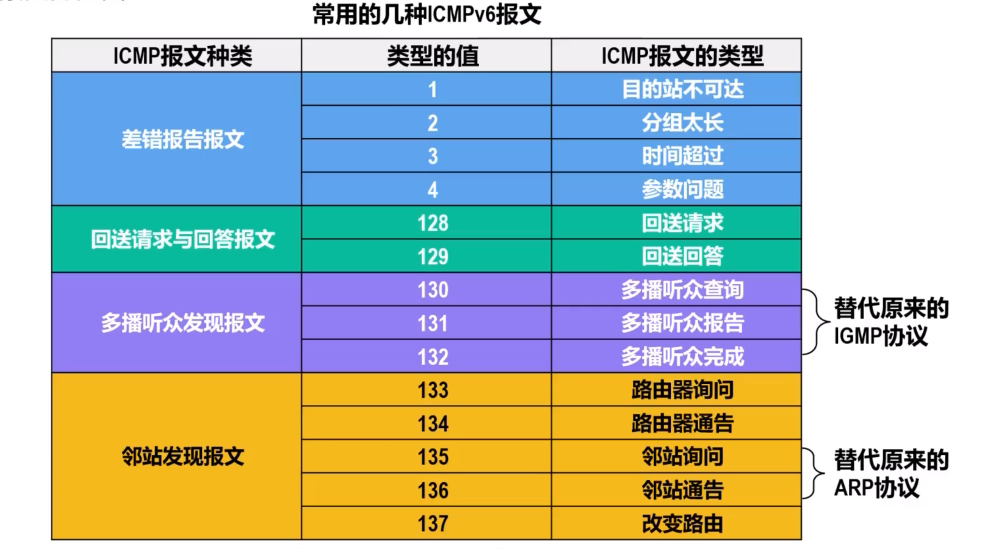 常用的几种ICMPv6报文
ICMP报文种类 类型的值 ICMP报文的类型
差错报告报文
1 目的站不可达
2 分组太长
3 时间超过
4 参数问题
回送请求与回答报文
128 回送请求
129 回送回答
多播听众发现报文
130 多播听众查询
131 多播听众报告
132 多播听众完成
替代原来的
IGMP协议
邻站发现报文
133 路由器询问
134 路由器通告
135 邻站询问
136 邻站通告
137 改变路由
替代原来的
ARP协议